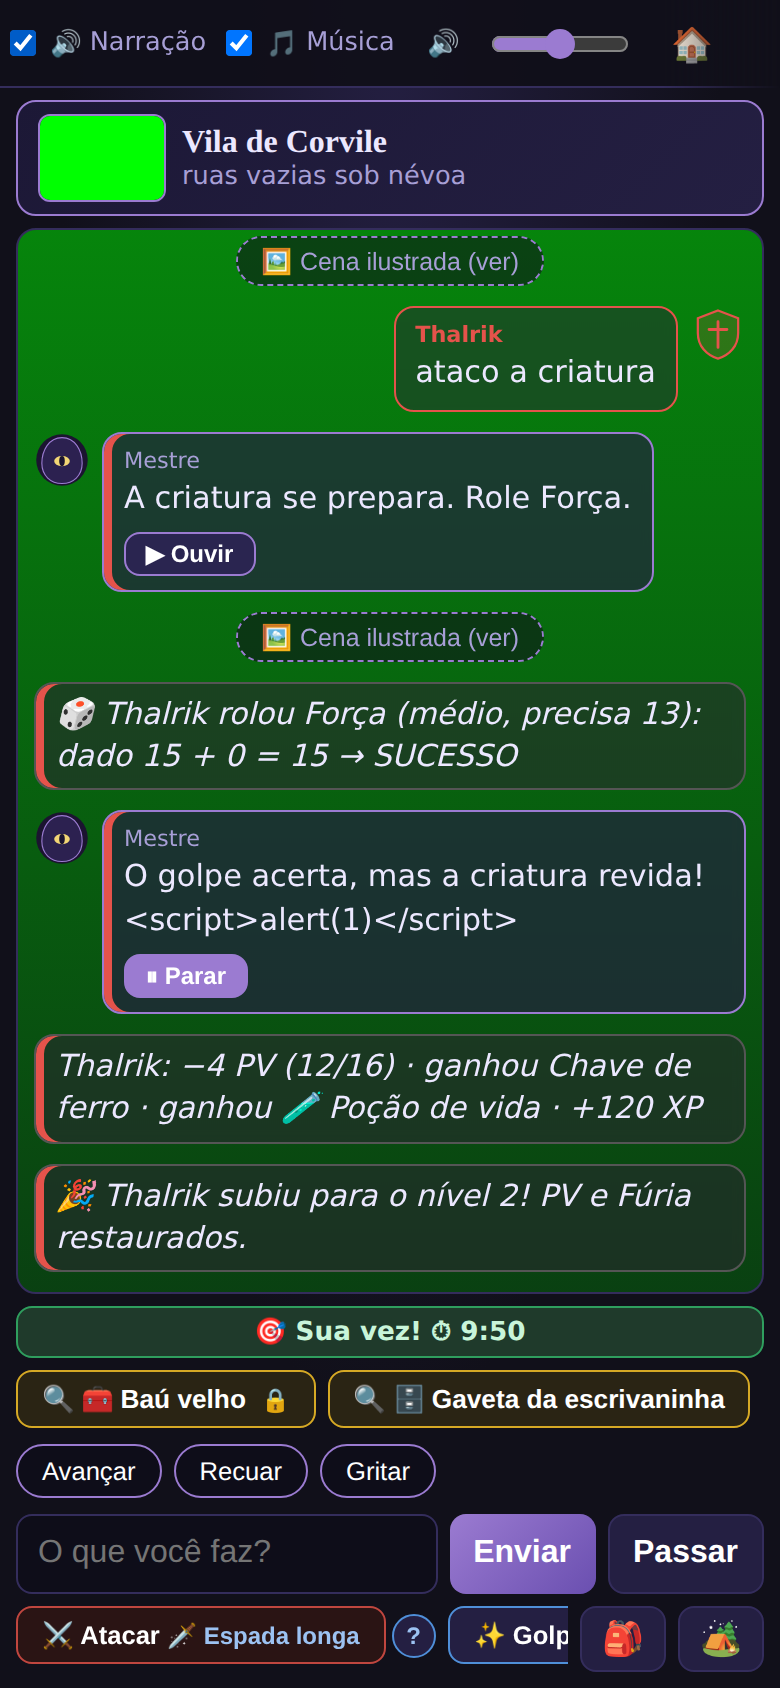 Narração
Música
Vila de Corvile
ruas vazias sob névoa
Cena ilustrada (ver)
Thalrik
ataco a criatura
Mestre
A criatura se prepara. Role Força.
▶ Ouvir
Cena ilustrada (ver)
Thalrik rolou Força (médio, precisa 13):
dado 15 + 0 = 15 → SUCESSO
Mestre
O golpe acerta, mas a criatura revida!
<script>alert(1)</script>
⏸ Parar
Thalrik: −4 PV (12/16) · ganhou Chave de
ferro · ganhou 🧪 Poção de vida · +120 XP
🎉 Thalrik subiu para o nível 2! PV e Fúria
restaurados.
🎯 Sua vez! ⏱ 9:50
Baú velho
Gaveta da escrivaninha
Avançar
Recuar
Gritar
O que você faz?
Enviar
Passar
Atacar 🗡️ Espada longa
?
Golp